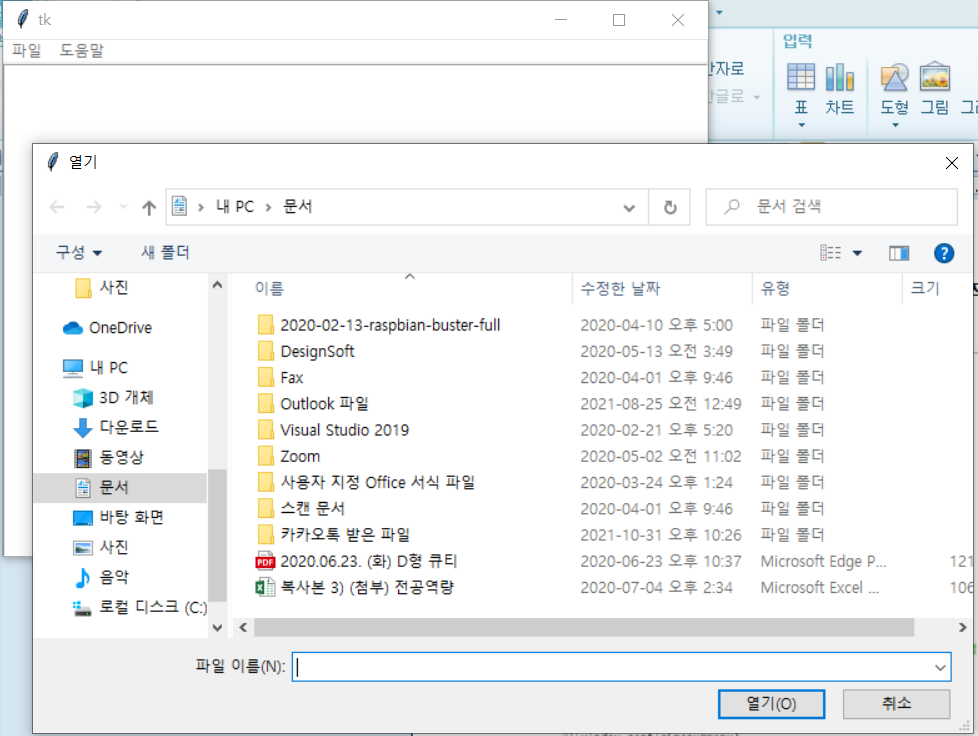 tk
파일 도움말
입력
한자로
한글로
표 차트 도형 그림
열기
내 PC 문서
문서 검색
구성 새 폴더
사진
OneDrive
내 PC
3D 개체
다운로드
동영상
문서
바탕 화면
사진
음악
로컬 디스크 (C:)
이름 수정한 날짜 유형 크기
2020-02-13-raspbian-buster-full 2020-04-10 오후 5:00 파일 폴더
DesignSoft 2020-05-13 오전 3:49 파일 폴더
Fax 2020-04-01 오후 9:46 파일 폴더
Outlook 파일 2021-08-25 오전 12:49 파일 폴더
Visual Studio 2019 2020-02-21 오후 5:20 파일 폴더
Zoom 2020-05-02 오전 11:02 파일 폴더
사용자 지정 Office 서식 파일 2020-03-24 오후 1:24 파일 폴더
스캔 문서 2020-04-01 오후 9:46 파일 폴더
카카오톡 받은 파일 2021-10-31 오후 10:26 파일 폴더
PDF 2020.06.23. (화) D형 큐티 2020-06-23 오후 10:37 Microsoft Edge P... 121
복사본 3) (첨부) 전공역량 2020-07-04 오후 2:34 Microsoft Excel ... 106
파일 이름(N):
열기(O) 취소